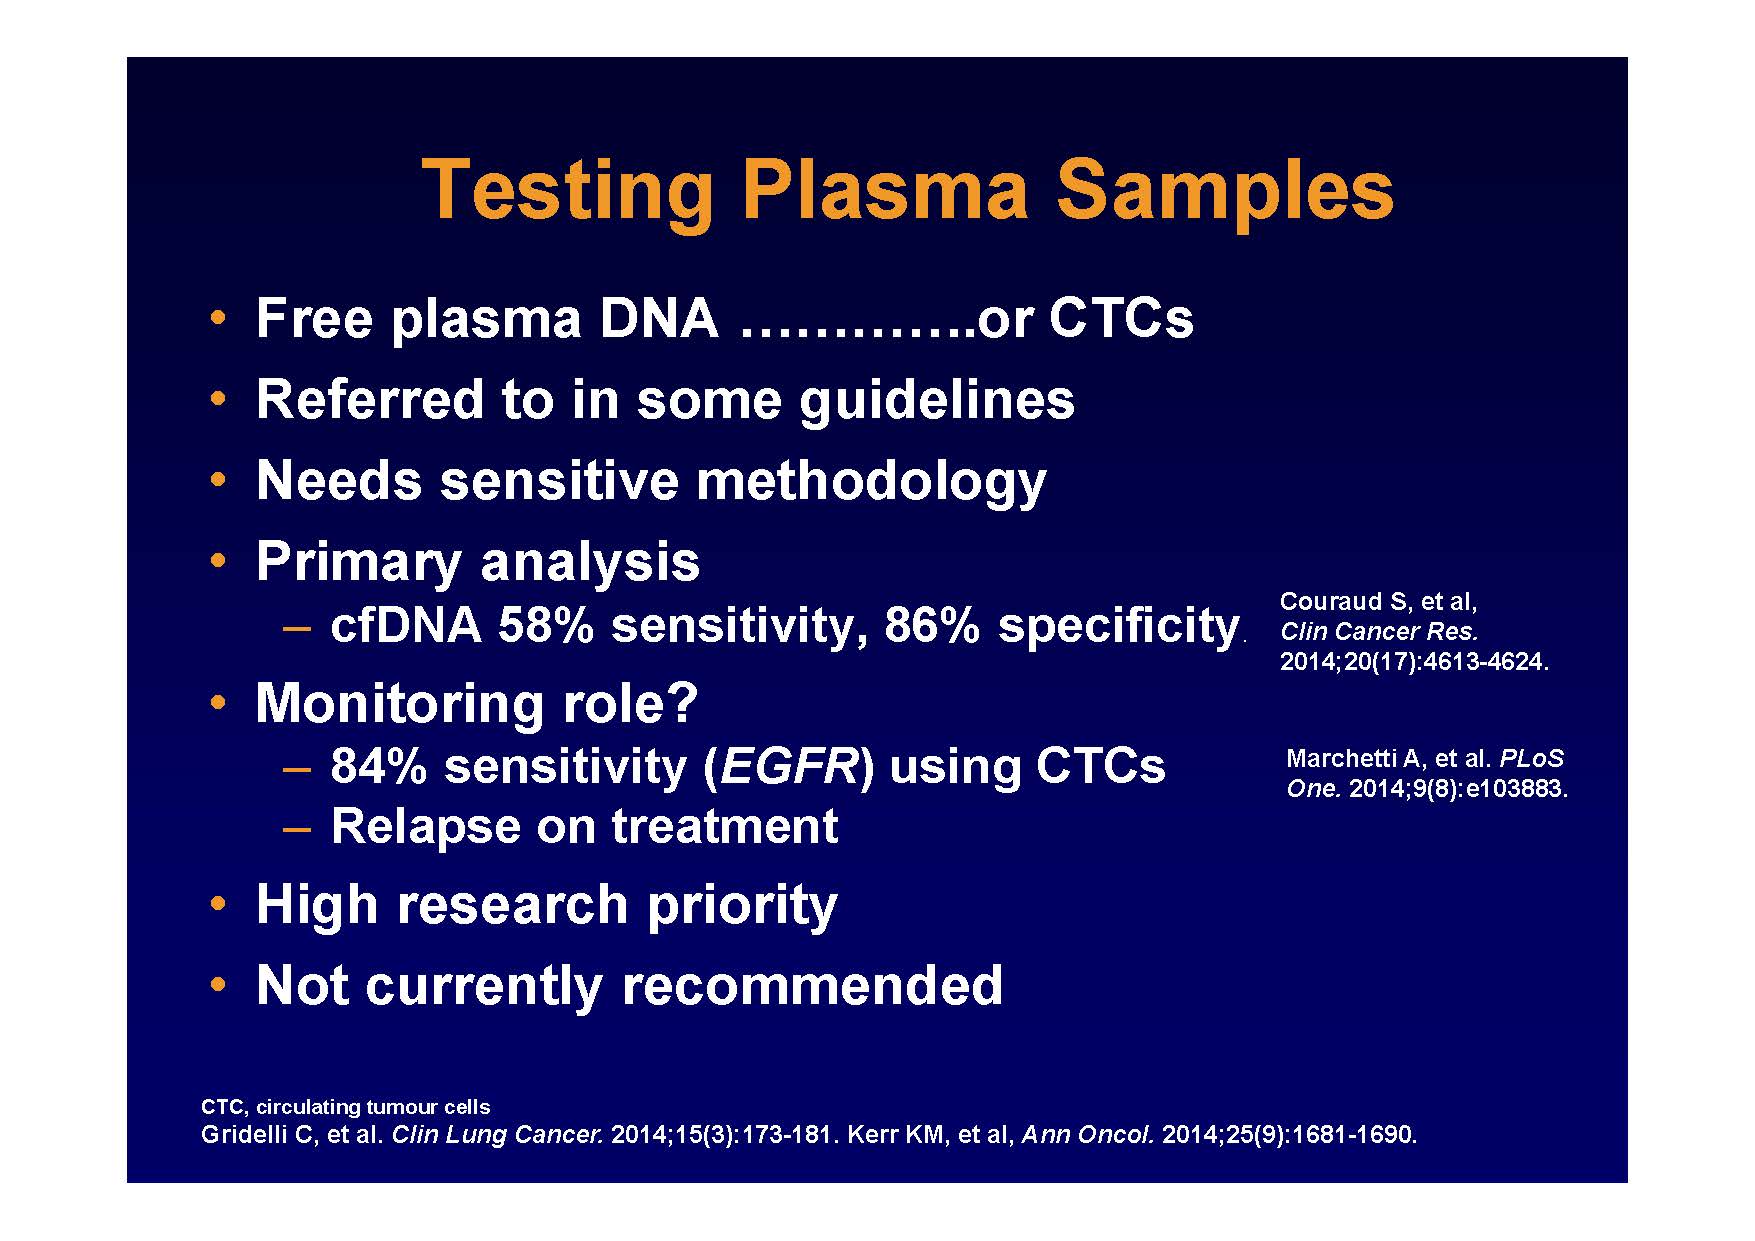 Testing Plasma Samples
• Free plasma DNA …………..or CTCs
• Referred to in some guidelines
• Needs sensitive methodology
• Primary analysis
– cfDNA 58% sensitivity, 86% specificity.
Couraud S, et al,
Clin Cancer Res.
2014;20(17):4613-4624.
• Monitoring role?
– 84% sensitivity (EGFR) using CTCs
Marchetti A, et al. PLoS
One. 2014;9(8):e103883.
– Relapse on treatment
• High research priority
• Not currently recommended
CTC, circulating tumour cells
Gridelli C, et al. Clin Lung Cancer. 2014;15(3):173-181. Kerr KM, et al, Ann Oncol. 2014;25(9):1681-1690.